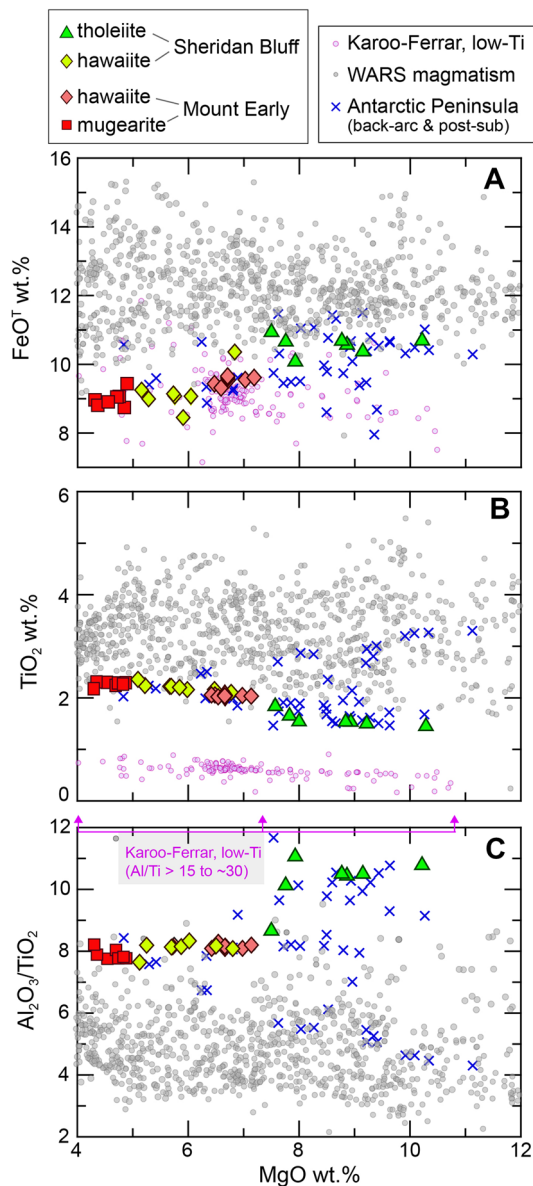 tholeiite
Sheridan Bluff
hawaiite
hawaiite
Mount Early
mugearite
Karoo-Ferrar, low-Ti
WARS magmatism
Antarctic Peninsula
(back-arc & post-sub)
A
16
14
12
10
8
FeOᵀ wt.%
B
6
4
2
0
TiO₂ wt.%
C
Karoo-Ferrar, low-Ti
(Al/Ti > 15 to ~30)
12
10
8
6
4
2
Al₂O₃/TiO₂
4 6 8 10 12
MgO wt.%